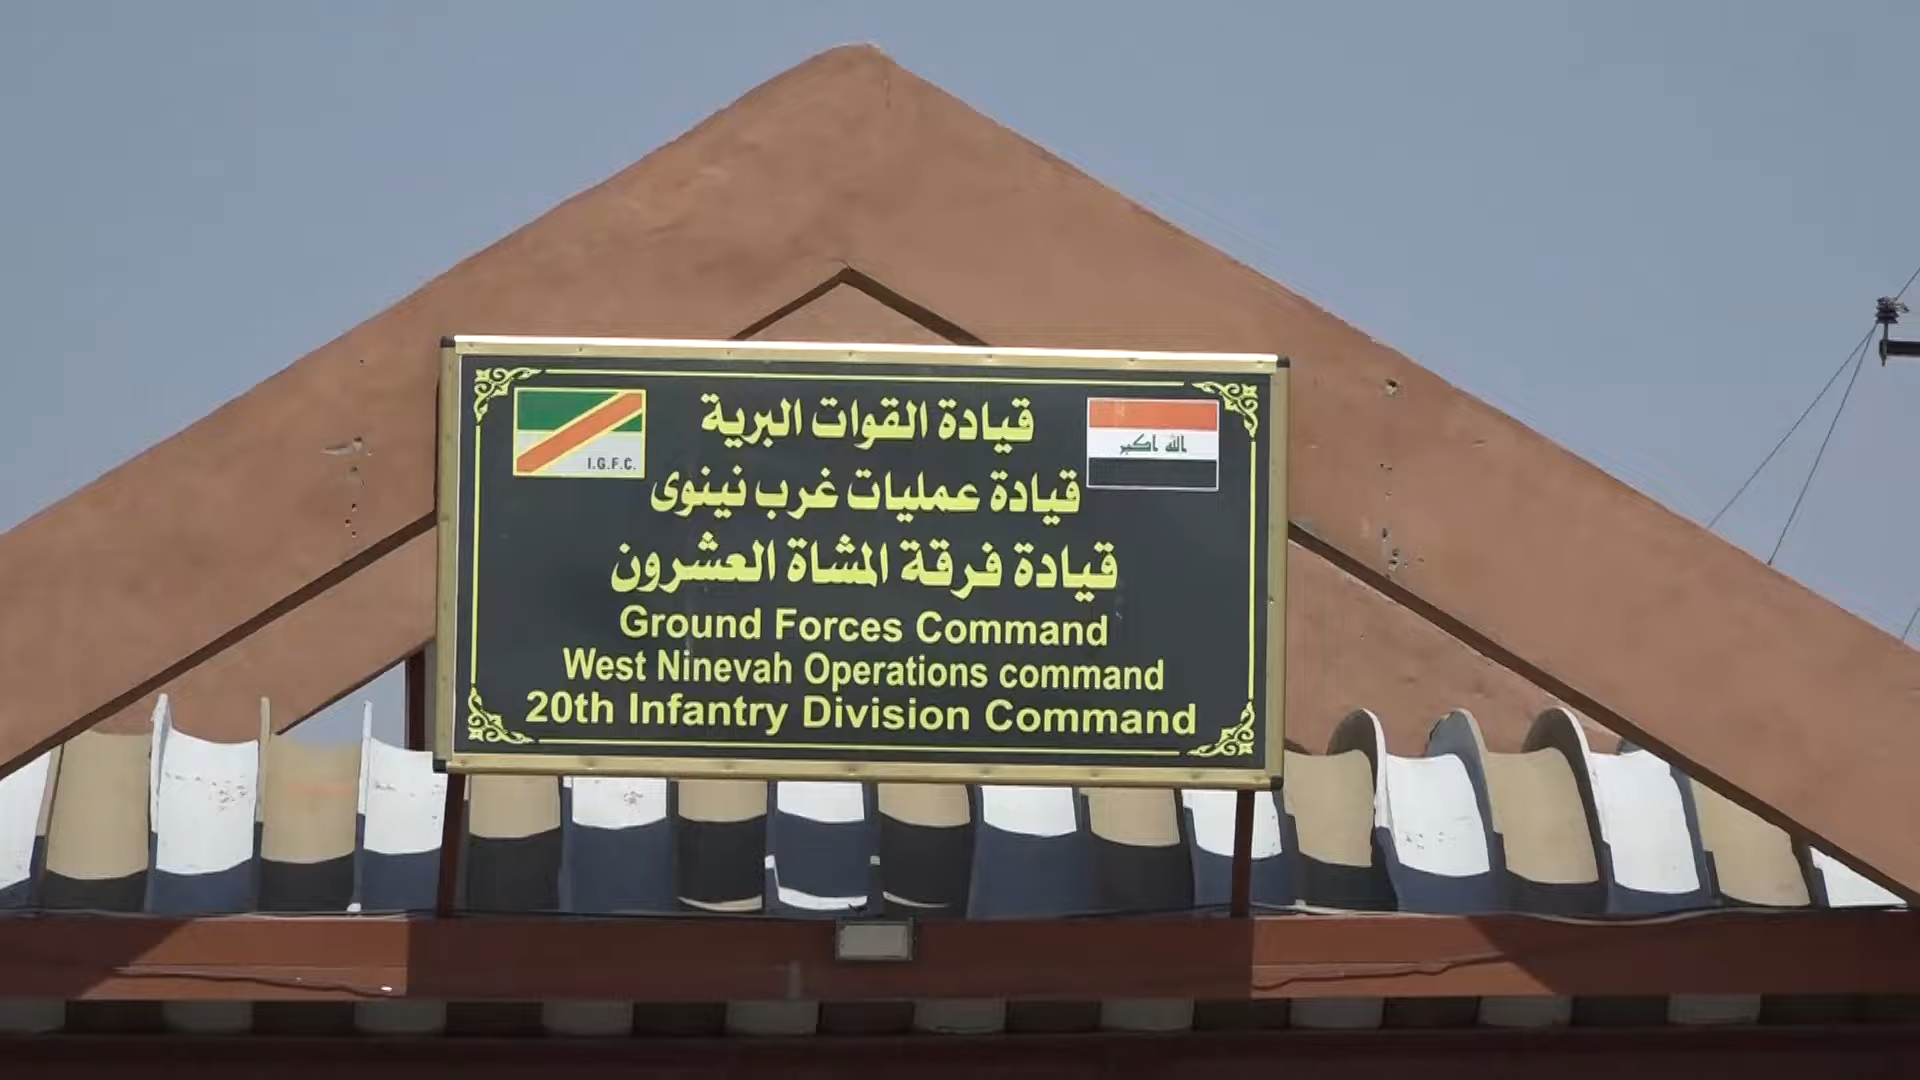 قيادة القوات البرية
I.G.F.C.
الله اكبر
قيادة عمليات غرب نينوى
قيادة فرقة المشاة العشرون
Ground Forces Command
West Ninevah Operations command
20th Infantry Division Command